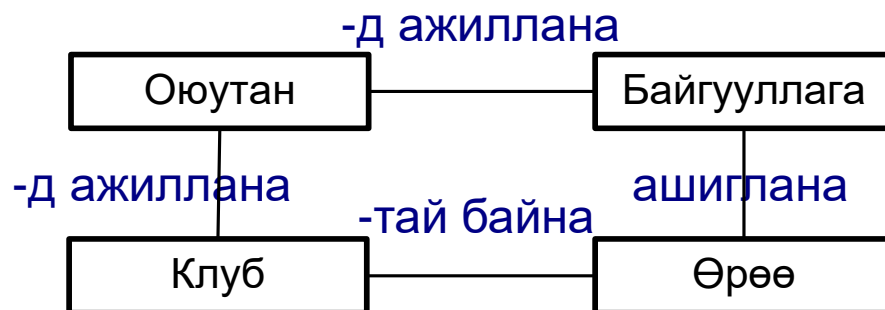 -д ажиллана
Оюутан
Байгууллага
-д ажиллана
ашиглана
-тай байна
Клуб
Өрөө